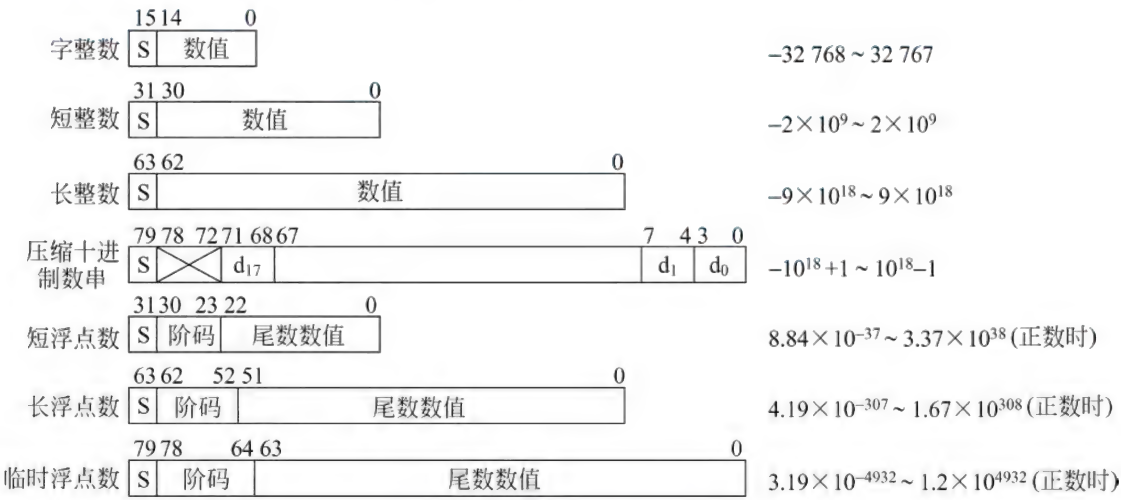 1514 0
字整数 S 数值 –32 768 ~ 32 767
31 30 0
短整数 S 数值 –2×10⁹ ~ 2×10⁹
63 62 0
长整数 S 数值 –9×10¹⁸ ~ 9×10¹⁸
79 78 72 71 68 67 7 4 3 0
压缩十进
制数串 S d₁₇ d₁ d₀ –10¹⁸+1 ~ 10¹⁸–1
31 30 23 22 0
短浮点数 S 阶码 尾数数值 8.84×10⁻³⁷ ~ 3.37×10³⁸ (正数时)
63 62 52 51 0
长浮点数 S 阶码 尾数数值 4.19×10⁻³⁰⁷ ~ 1.67×10³⁰⁸ (正数时)
79 78 64 63 0
临时浮点数 S 阶码 尾数数值 3.19×10⁻⁴⁹³² ~ 1.2×10⁴⁹³² (正数时)